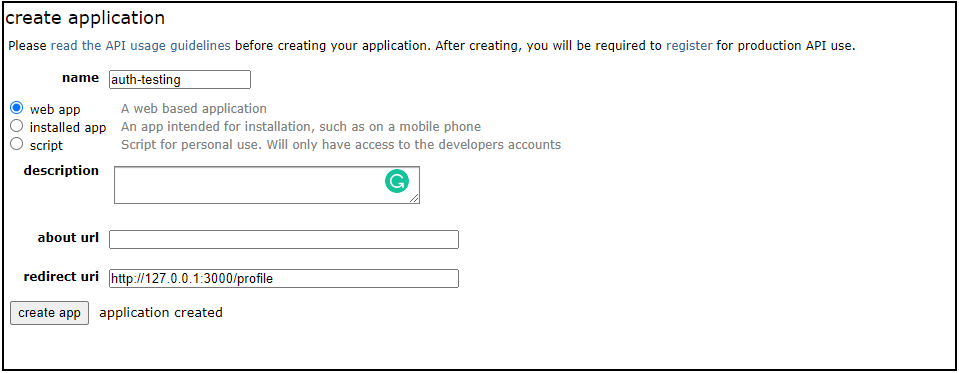 create application
Please read the API usage guidelines before creating your application. After creating, you will be required to register for production API use.
name auth-testing
web app A web based application
installed app An app intended for installation, such as on a mobile phone
script Script for personal use. Will only have access to the developers accounts
description
about url
redirect uri http://127.0.0.1:3000/profile
create app application created